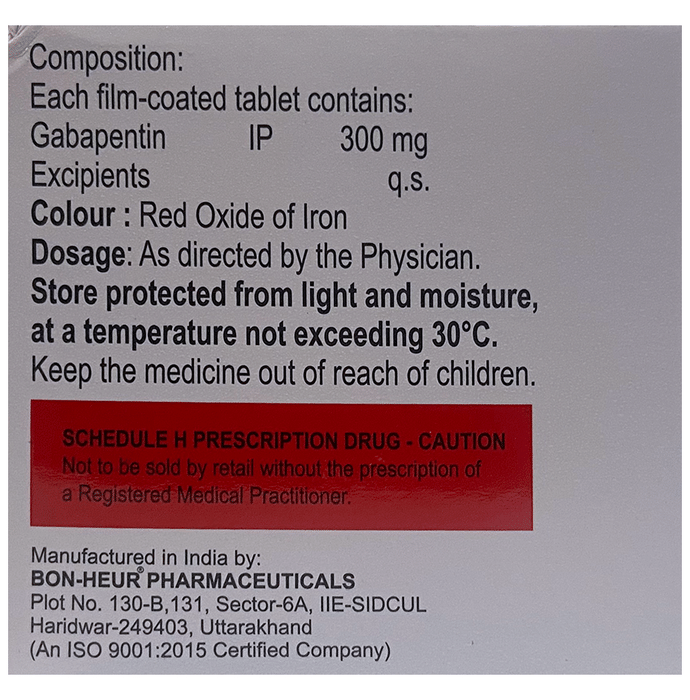 Composition:
Each film-coated tablet contains:
Gabapentin IP 300 mg
Excipients q.s.
Colour : Red Oxide of Iron
Dosage: As directed by the Physician.
Store protected from light and moisture,
at a temperature not exceeding 30°C.
Keep the medicine out of reach of children.
SCHEDULE H PRESCRIPTION DRUG - CAUTION
Not to be sold by retail without the prescription of
a Registered Medical Practitioner.
Manufactured in India by:
BON-HEUR® PHARMACEUTICALS
Plot No. 130-B,131, Sector-6A, IIE-SIDCUL
Haridwar-249403, Uttarakhand
(An ISO 9001:2015 Certified Company)